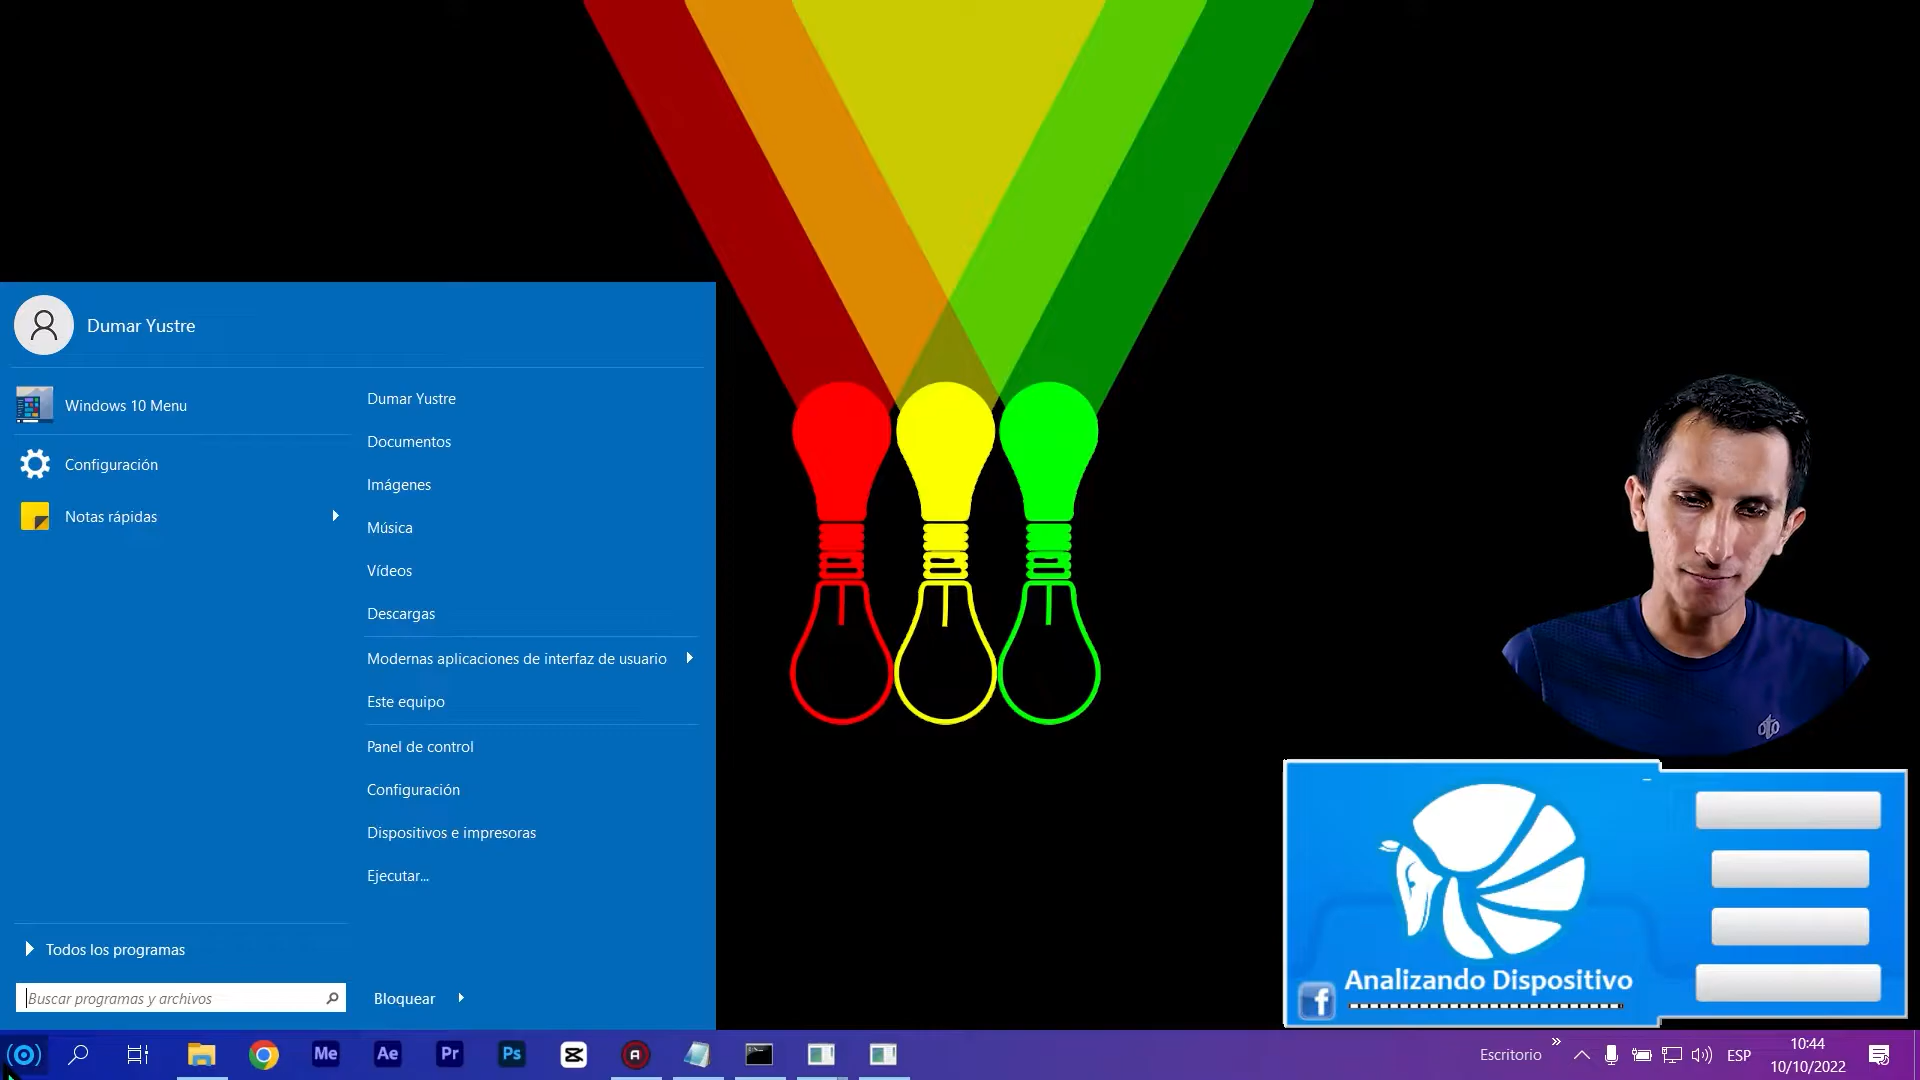 Dumar Yustre
Windows 10 Menu
Configuración
Notas rápidas
Todos los programas
Buscar programas y archivos
Dumar Yustre
Documentos
Imágenes
Música
Vídeos
Descargas
Modernas aplicaciones de interfaz de usuario
Este equipo
Panel de control
Configuración
Dispositivos e impresoras
Ejecutar...
Bloquear
Analizando Dispositivo
f
Me
Ae
Pr
Ps
A
Escritorio
»
ESP
10:44
10/10/2022